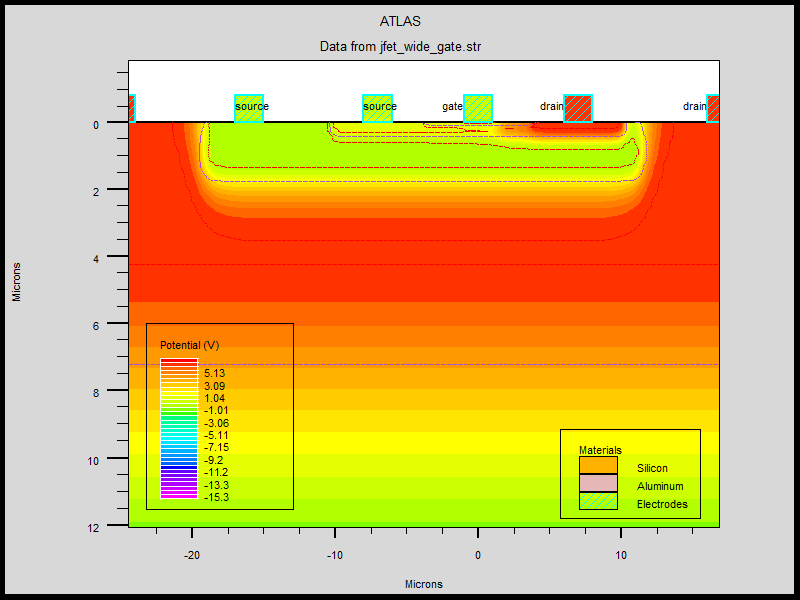 ATLAS
Data from jfet_wide_gate.str
source source gate drain drain
0
2
4
6
8
10
12
Microns
Potential (V)
5.13
3.09
1.04
-1.01
-3.06
-5.11
-7.15
-9.2
-11.2
-13.3
-15.3
Materials
Silicon
Aluminum
Electrodes
-20 -10 0 10
Microns